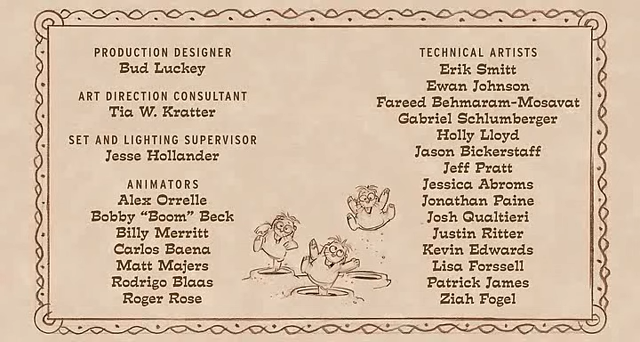 PRODUCTION DESIGNER
Bud Luckey
ART DIRECTION CONSULTANT
Tia W. Kratter
SET AND LIGHTING SUPERVISOR
Jesse Hollander
ANIMATORS
Alex Orrelle
Bobby “Boom” Beck
Billy Merritt
Carlos Baena
Matt Majers
Rodrigo Blaas
Roger Rose
TECHNICAL ARTISTS
Erik Smitt
Ewan Johnson
Fareed Behmaram-Mosavat
Gabriel Schlumberger
Holly Lloyd
Jason Bickerstaff
Jeff Pratt
Jessica Abroms
Jonathan Paine
Josh Qualtieri
Justin Ritter
Kevin Edwards
Lisa Forssell
Patrick James
Ziah Fogel